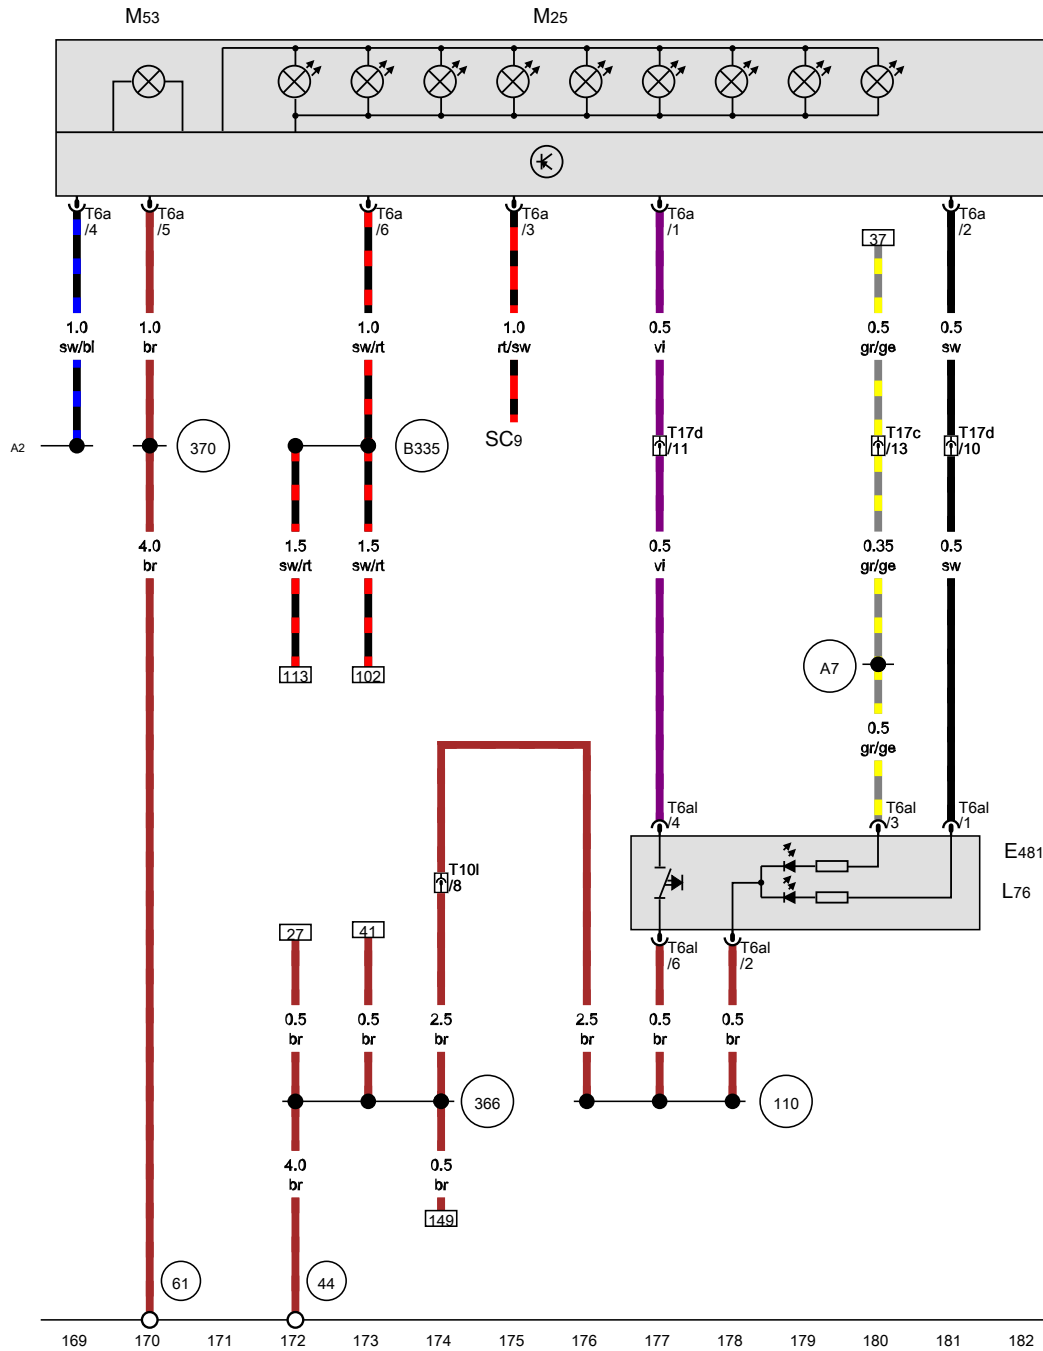 M53 M25
T6a T6a T6a T6a T6a T6a
/4 /5 /6 /3 /1 /2
37
1.0 1.0 1.0 1.0 0.5 0.5 0.5
sw/bl br sw/rt rt/sw vi gr/ge sw
A2 370 B335 SC9 T17d T17c T17d
/11 /13 /10
4.0 1.5 1.5 0.5 0.35 0.5
br sw/rt sw/rt vi gr/ge sw
113 102 A7
0.5
gr/ge
T6al T6al T6al
/4 /3 /1
E481
T10l
/8
L76
27 41
T6al T6al
/6 /2
0.5 0.5 2.5 2.5 0.5 0.5
br br br br br br
366 110
4.0 0.5
br br
149
61 44
169 170 171 172 173 174 175 176 177 178 179 180 181 182